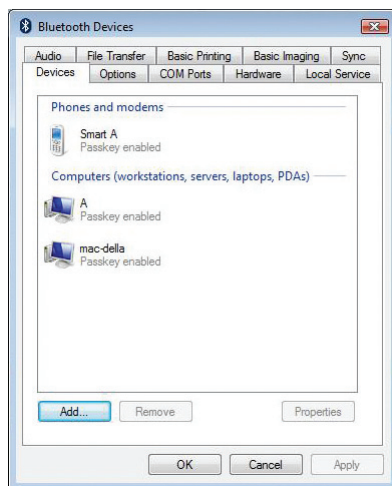 Bluetooth Devices
Audio File Transfer Basic Printing Basic Imaging Sync
Devices Options COM Ports Hardware Local Service
Phones and modems
Smart A
Passkey enabled
Computers (workstations, servers, laptops, PDAs)
A
Passkey enabled
mac-della
Passkey enabled
Add... Remove Properties
OK Cancel Apply